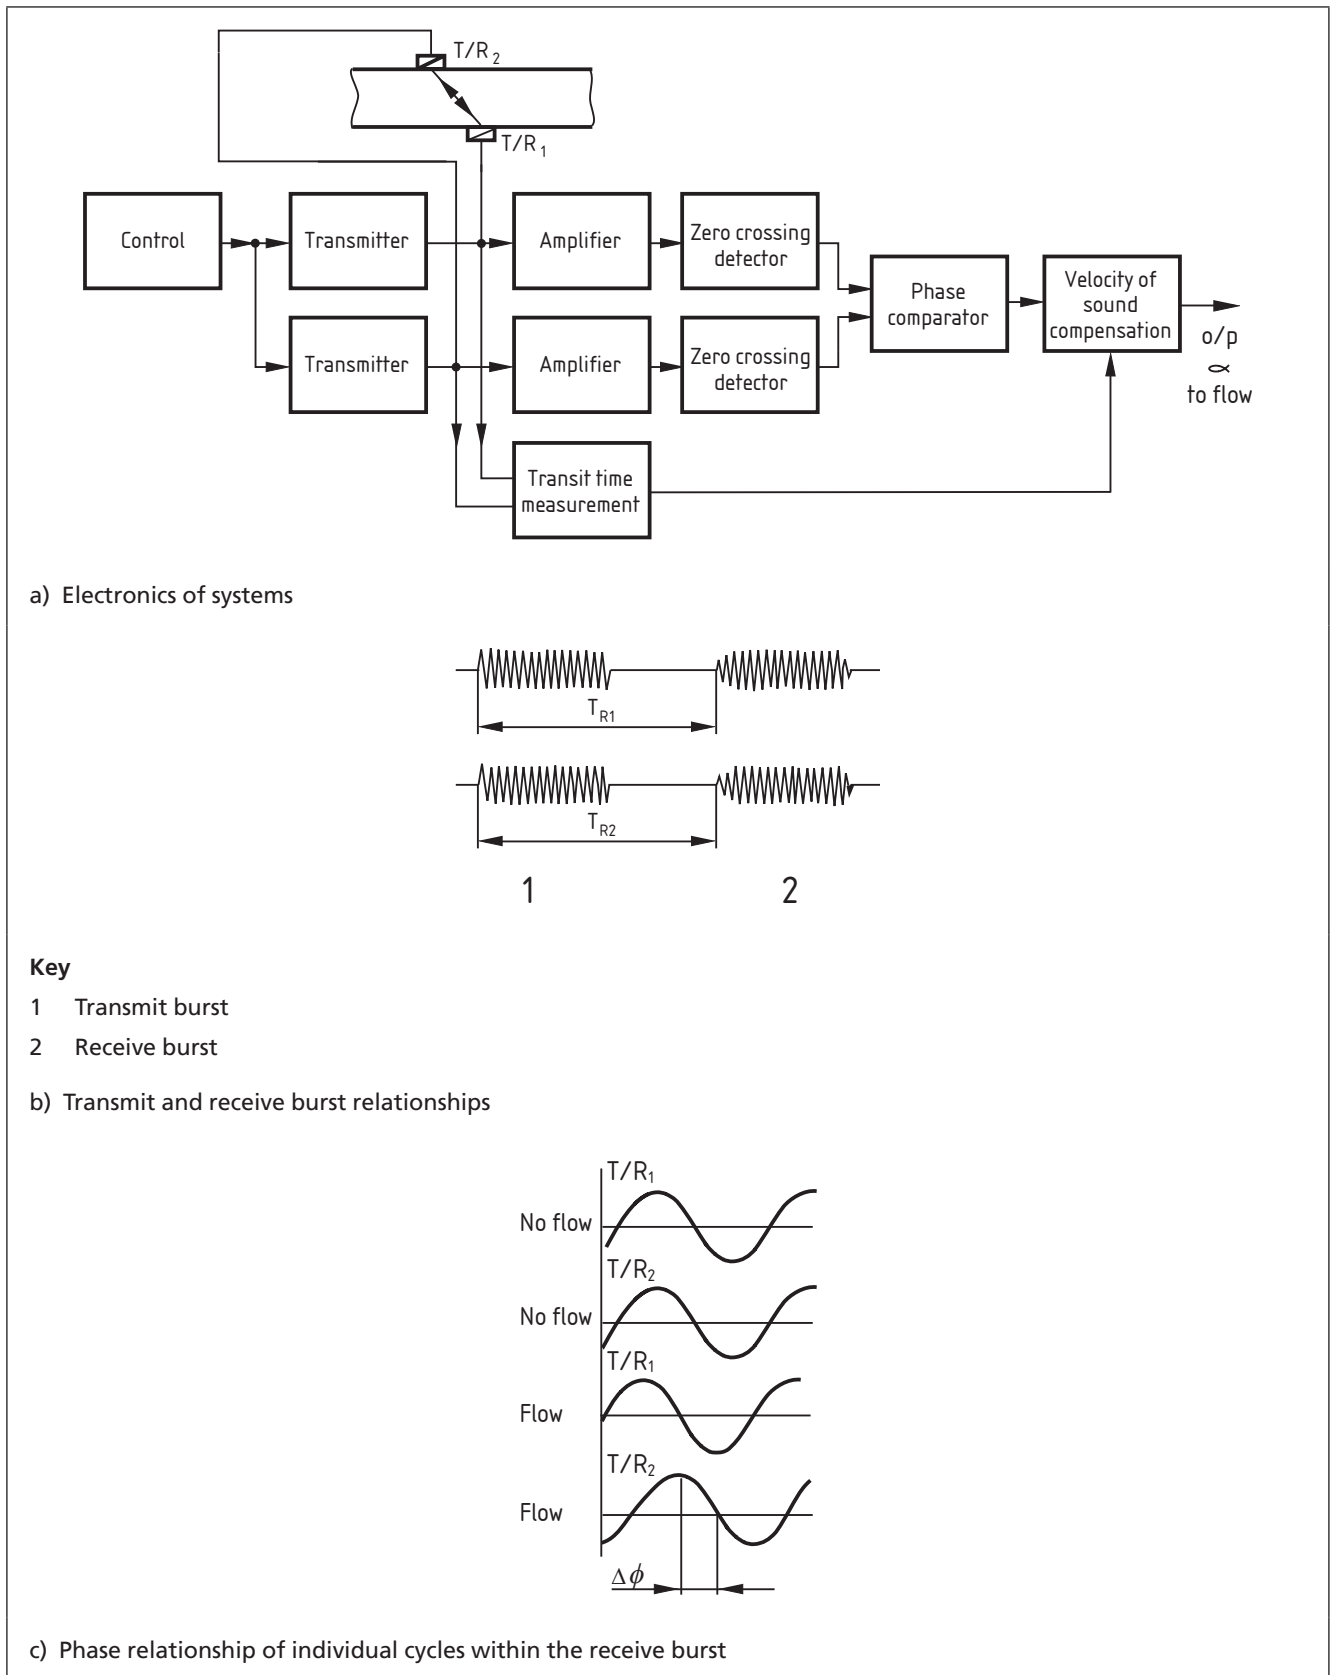 T/R2
T/R1
Control
Transmitter
Amplifier
Zero crossing
detector
Phase
comparator
Velocity of
sound
compensation
o/p
∝
to flow
Transmitter
Amplifier
Zero crossing
detector
Transit time
measurement
a) Electronics of systems
TR1
TR2
1
2
Key
1 Transmit burst
2 Receive burst
b) Transmit and receive burst relationships
T/R1
No flow
T/R2
No flow
T/R1
Flow
T/R2
Flow
Δϕ
c) Phase relationship of individual cycles within the receive burst